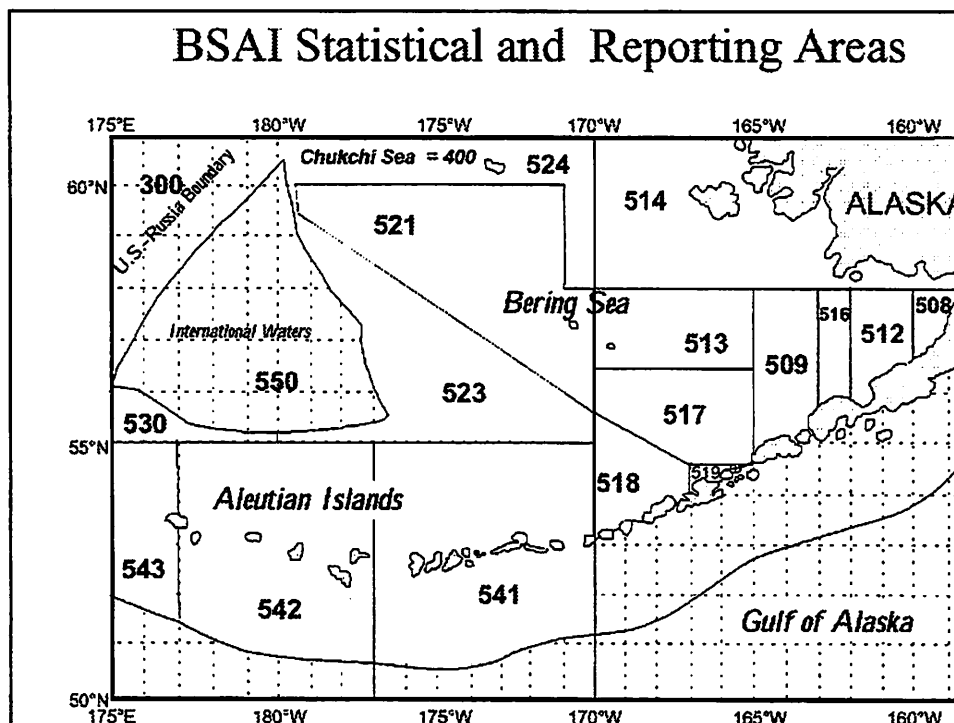 BSAI Statistical and Reporting Areas
175°E 180°W 175°W 170°W 165°W 160°W
Chukchi Sea = 400
524
60°N
300
U.S.-Russia Boundary
514
ALASKA
521
Bering Sea
516
508
International Waters
513
512
509
550
523
530
517
55°N
519
518
Aleutian Islands
543
542
541
Gulf of Alaska
50°N
175°E 180°W 175°W 170°W 165°W 160°W